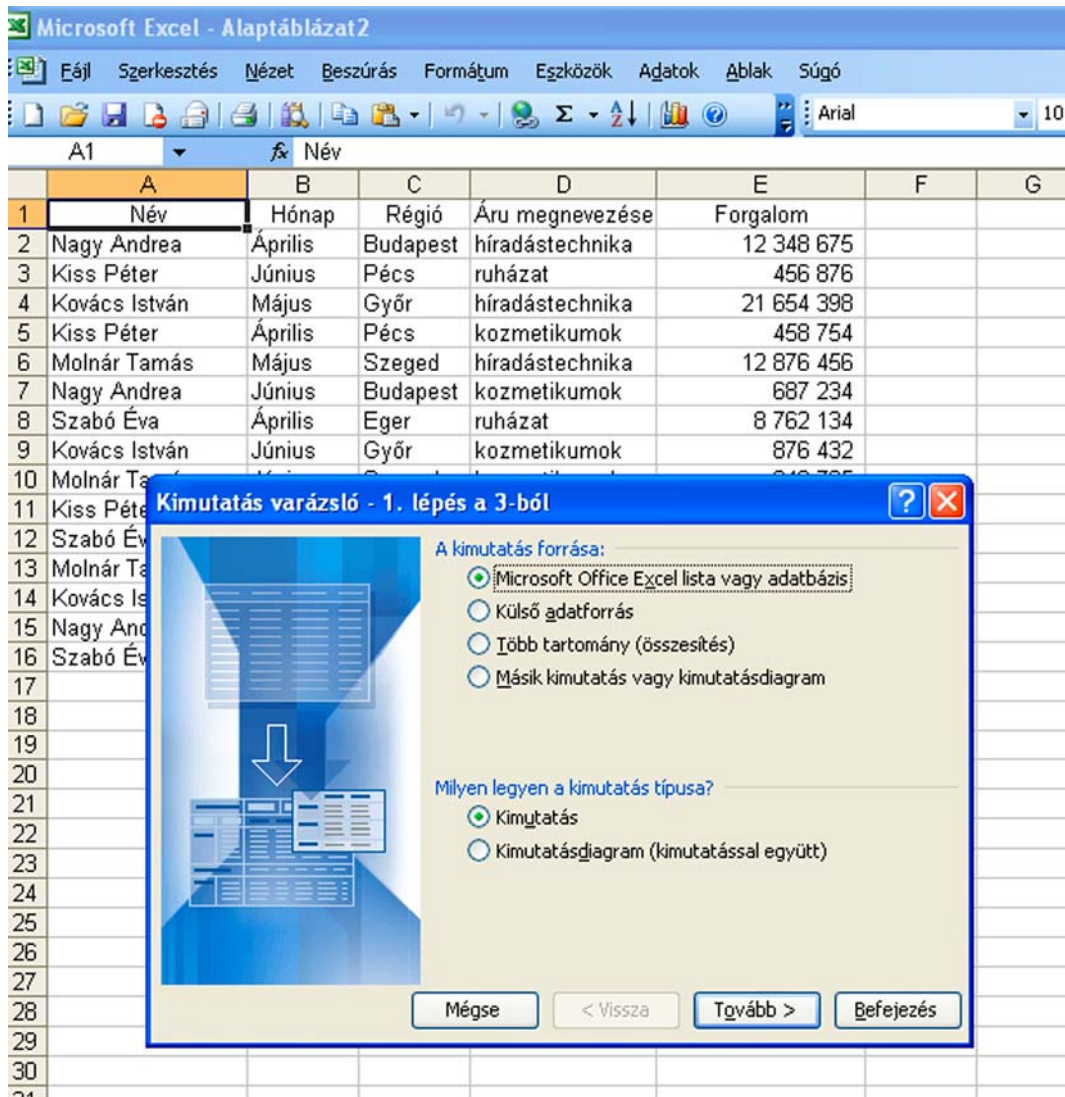 Microsoft Excel - Alaptáblázat2
Fájl Szerkesztés Nézet Beszúrás Formátum Eszközök Adatok Ablak Súgó
Arial 10
A1 fx Név
A B C D E F G
1 Név Hónap Régió Áru megnevezése Forgalom
2 Nagy Andrea Április Budapest híradástechnika 12 348 675
3 Kiss Péter Június Pécs ruházat 456 876
4 Kovács István Május Győr híradástechnika 21 654 398
5 Kiss Péter Április Pécs kozmetikumok 458 754
6 Molnár Tamás Május Szeged híradástechnika 12 876 456
7 Nagy Andrea Június Budapest kozmetikumok 687 234
8 Szabó Éva Április Eger ruházat 8 762 134
9 Kovács István Június Győr kozmetikumok 876 432
10 Molnár
11 Kiss Péte
12 Szabó Év
13 Molnár Ta
14 Kovács Is
15 Nagy And
16 Szabó Év
17
18
19
20
21
22
23
24
25
26
27
28
29
30
Kimutatás varázsló - 1. lépés a 3-ból
A kimutatás forrása:
Microsoft Office Excel lista vagy adatbázis
Külső adatforrás
Több tartomány (összesítés)
Másik kimutatás vagy kimutatásdiagram
Milyen legyen a kimutatás típusa?
Kimutatás
Kimutatásdiagram (kimutatással együtt)
Mégse < Vissza Tovább > Befejezés